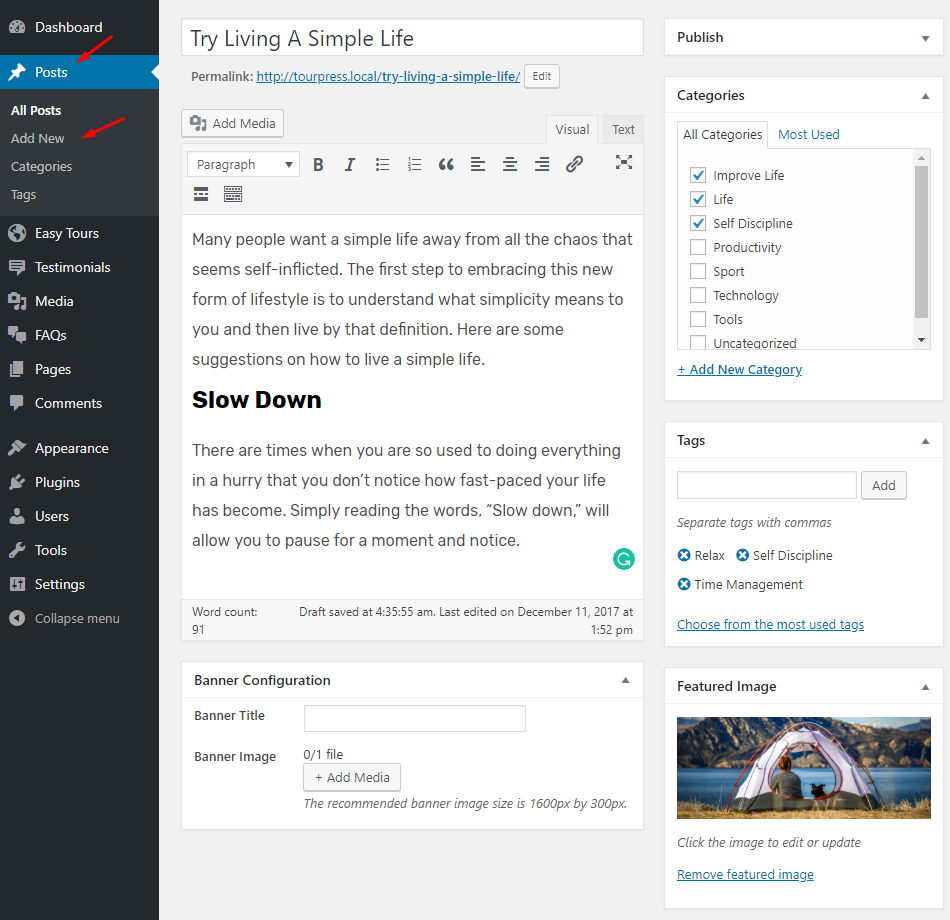 Dashboard
Posts
All Posts
Add New
Categories
Tags
Easy Tours
Testimonials
Media
FAQs
Pages
Comments
Appearance
Plugins
Users
Tools
Settings
Collapse menu
Try Living A Simple Life
Permalink: http://tourpress.local/try-living-a-simple-life/ Edit
Add Media
Visual Text
Paragraph
Many people want a simple life away from all the chaos that
seems self-inflicted. The first step to embracing this new
form of lifestyle is to understand what simplicity means to
you and then live by that definition. Here are some
suggestions on how to live a simple life.
Slow Down
There are times when you are so used to doing everything
in a hurry that you don’t notice how fast-paced your life
has become. Simply reading the words, “Slow down,” will
allow you to pause for a moment and notice.
Word count:
91
Draft saved at 4:35:55 am. Last edited on December 11, 2017 at
1:52 pm
Banner Configuration
Banner Title
Banner Image 0/1 file
+ Add Media
The recommended banner image size is 1600px by 300px.
Publish
Categories
All Categories Most Used
Improve Life
Life
Self Discipline
Productivity
Sport
Technology
Tools
Uncategorized
+ Add New Category
Tags
Add
Separate tags with commas
Relax Self Discipline
Time Management
Choose from the most used tags
Featured Image
Click the image to edit or update
Remove featured image